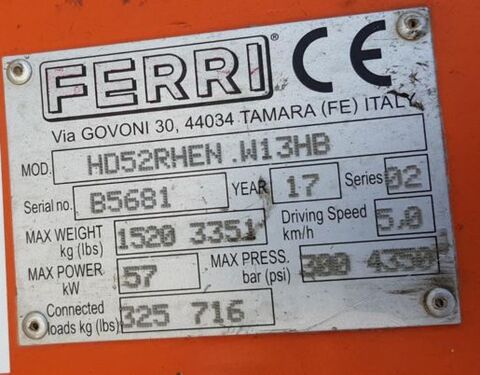 FERRI® CE
Via GOVONI 30, 44034 TAMARA (FE) ITALY
MOD. HD52RHEN.W13HB
Serial no. B5681 YEAR 17 Series 02
MAX WEIGHT kg (lbs) 1520 3351 Driving Speed km/h 5.0
MAX POWER kW 57 MAX PRESS. bar (psi) 300 4350
Connected loads kg (lbs) 325 716